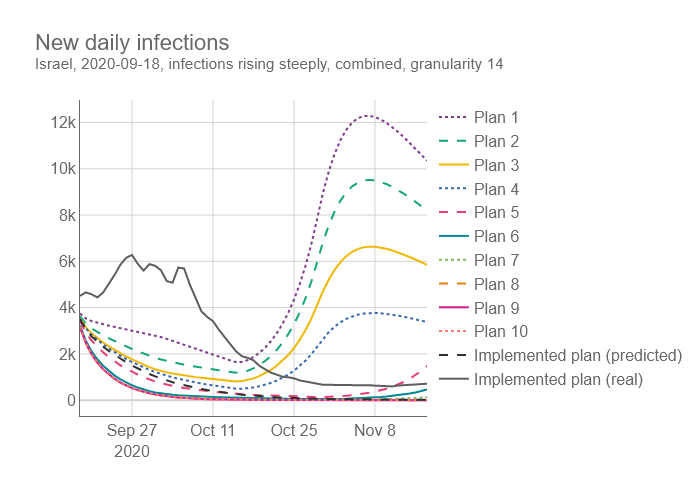 New daily infections
Israel, 2020-09-18, infections rising steeply, combined, granularity 14
12k
10k
8k
6k
4k
2k
0
Sep 27
2020
Oct 11
Oct 25
Nov 8
Plan 1
Plan 2
Plan 3
Plan 4
Plan 5
Plan 6
Plan 7
Plan 8
Plan 9
Plan 10
Implemented plan (predicted)
Implemented plan (real)